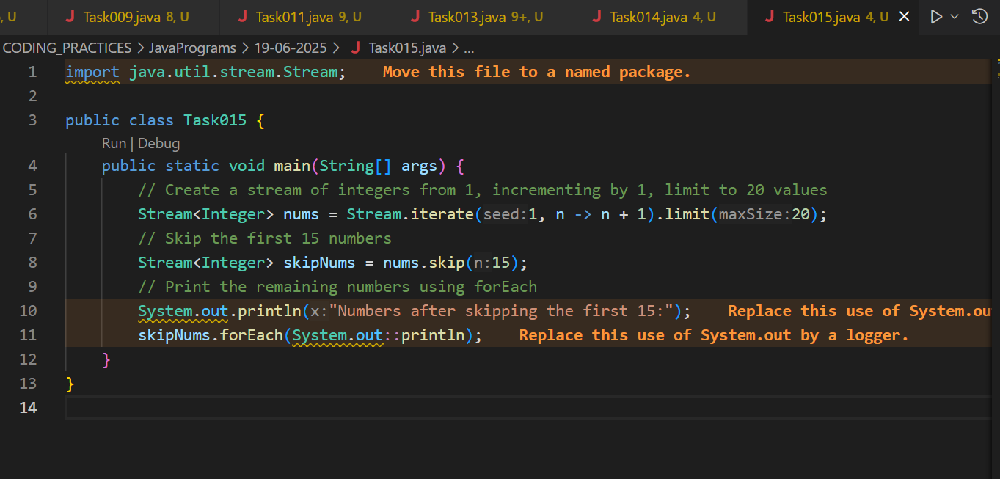 , U
J Task009.java 8, U
J Task011.java 9, U
J Task013.java 9+, U
J Task014.java 4, U
J Task015.java 4, U
CODING_PRACTICES > JavaPrograms > 19-06-2025 > J Task015.java > ...
1 import java.util.stream.Stream; Move this file to a named package.
2
3 public class Task015 {
Run | Debug
4 public static void main(String[] args) {
5 // Create a stream of integers from 1, incrementing by 1, limit to 20 values
6 Stream<Integer> nums = Stream.iterate(seed:1, n -> n + 1).limit(maxSize:20);
7 // Skip the first 15 numbers
8 Stream<Integer> skipNums = nums.skip(n:15);
9 // Print the remaining numbers using forEach
10 System.out.println(x:"Numbers after skipping the first 15:"); Replace this use of System.ou
11 skipNums.forEach(System.out::println); Replace this use of System.out by a logger.
12 }
13 }
14